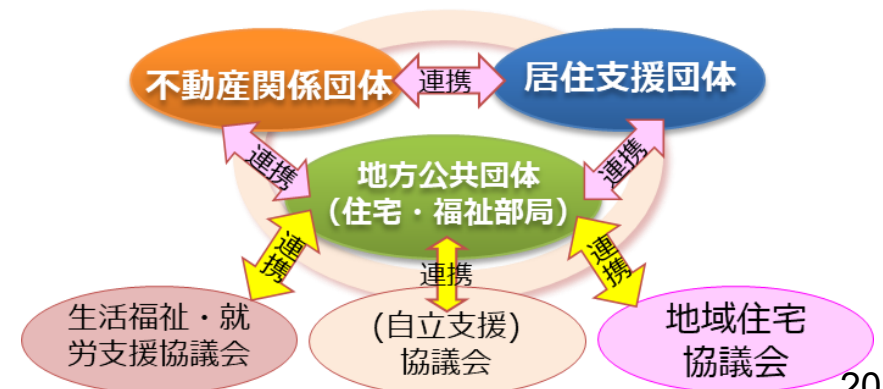 不動産関係団体
連携
居住支援団体
連携
地方公共団体
（住宅・福祉部局）
連携
連携
連携
連携
生活福祉・就
労支援協議会
(自立支援)
協議会
地域住宅
協議会
20